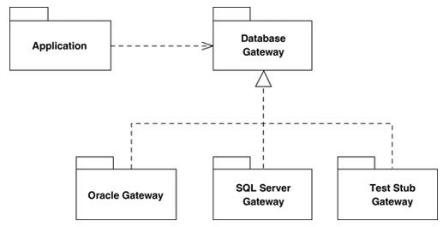 Application
Database
Gateway
Oracle Gateway
SQL Server
Gateway
Test Stub
Gateway